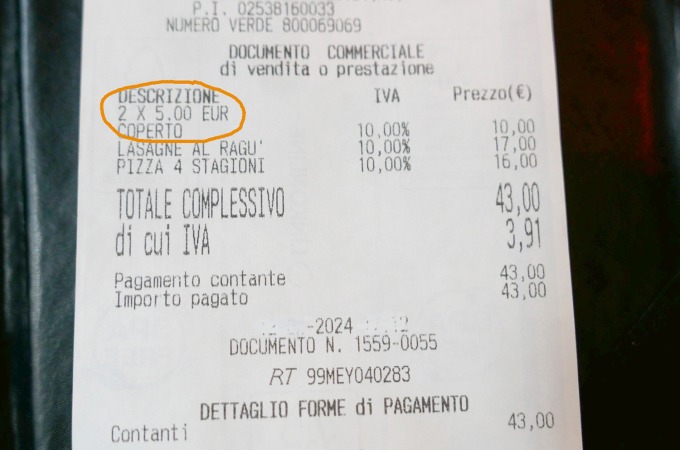 P.I. 02538160033
NUMERO VERDE 800069069
DOCUMENTO COMMERCIALE
di vendita o prestazione
DESCRIZIONE IVA Prezzo(€)
2 X 5,00 EUR
COPERTO 10,00% 10,00
LASAGNE AL RAGU' 10,00% 17,00
PIZZA 4 STAGIONI 10,00% 16,00
TOTALE COMPLESSIVO 43,00
di cui IVA 3,91
Pagamento contante 43,00
Importo pagato 43,00
-2024
DOCUMENTO N. 1559-0055
RT 99MEY040283
DETTAGLIO FORME di PAGAMENTO
Contanti 43,00